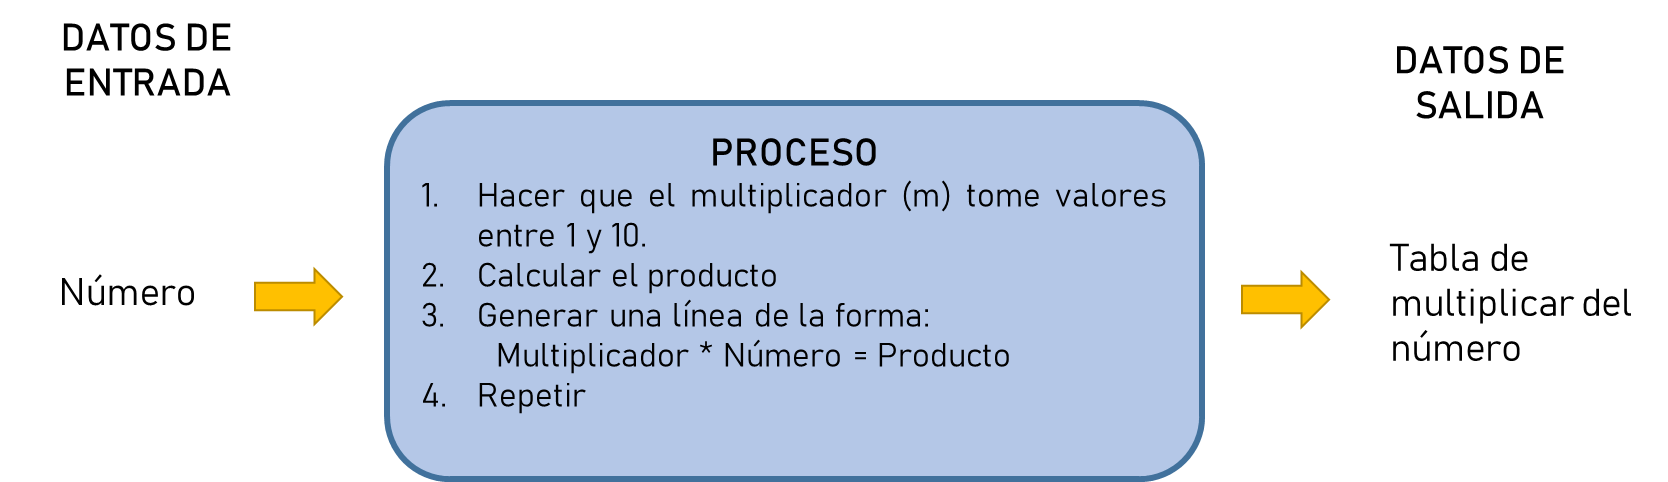 DATOS DE
ENTRADA
Número
PROCESO
1. Hacer que el multiplicador (m) tome valores
entre 1 y 10.
2. Calcular el producto
3. Generar una línea de la forma:
Multiplicador * Número = Producto
4. Repetir
DATOS DE
SALIDA
Tabla de
multiplicar del
número